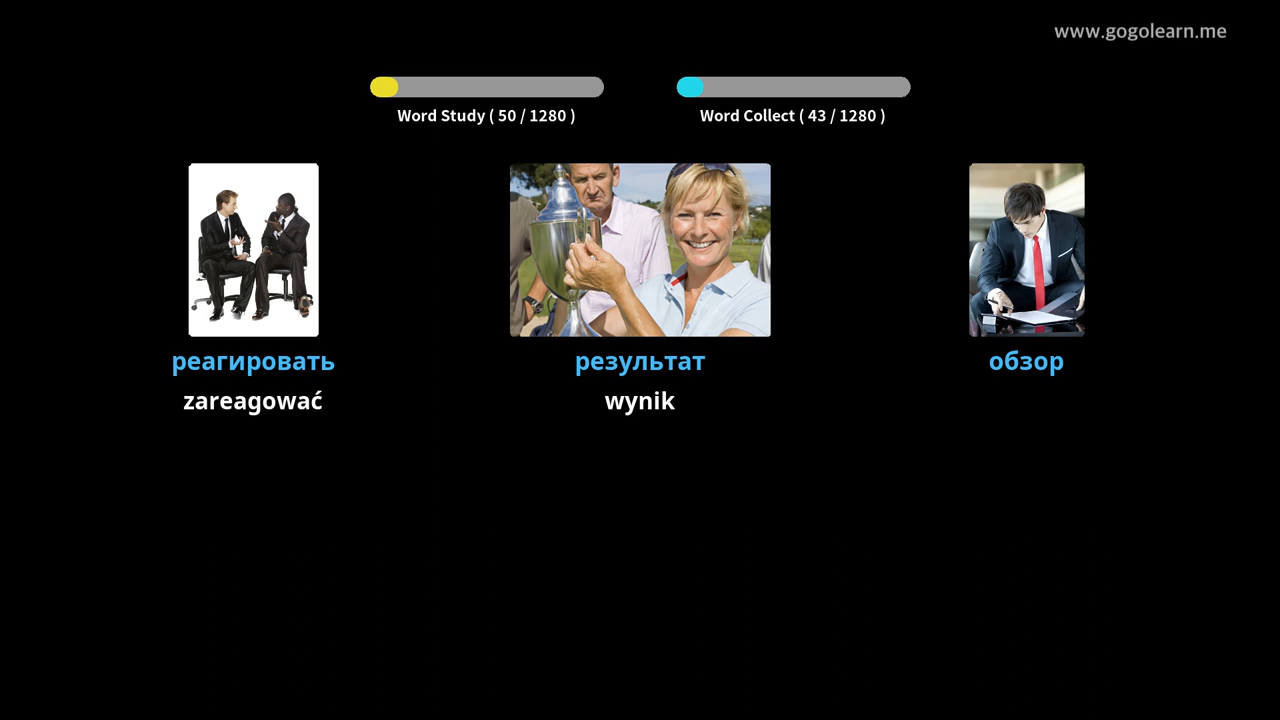 www.gogolearn.me
Word Study ( 50 / 1280 )
Word Collect ( 43 / 1280 )
реагировать
результат
обзор
zareagować
wynik